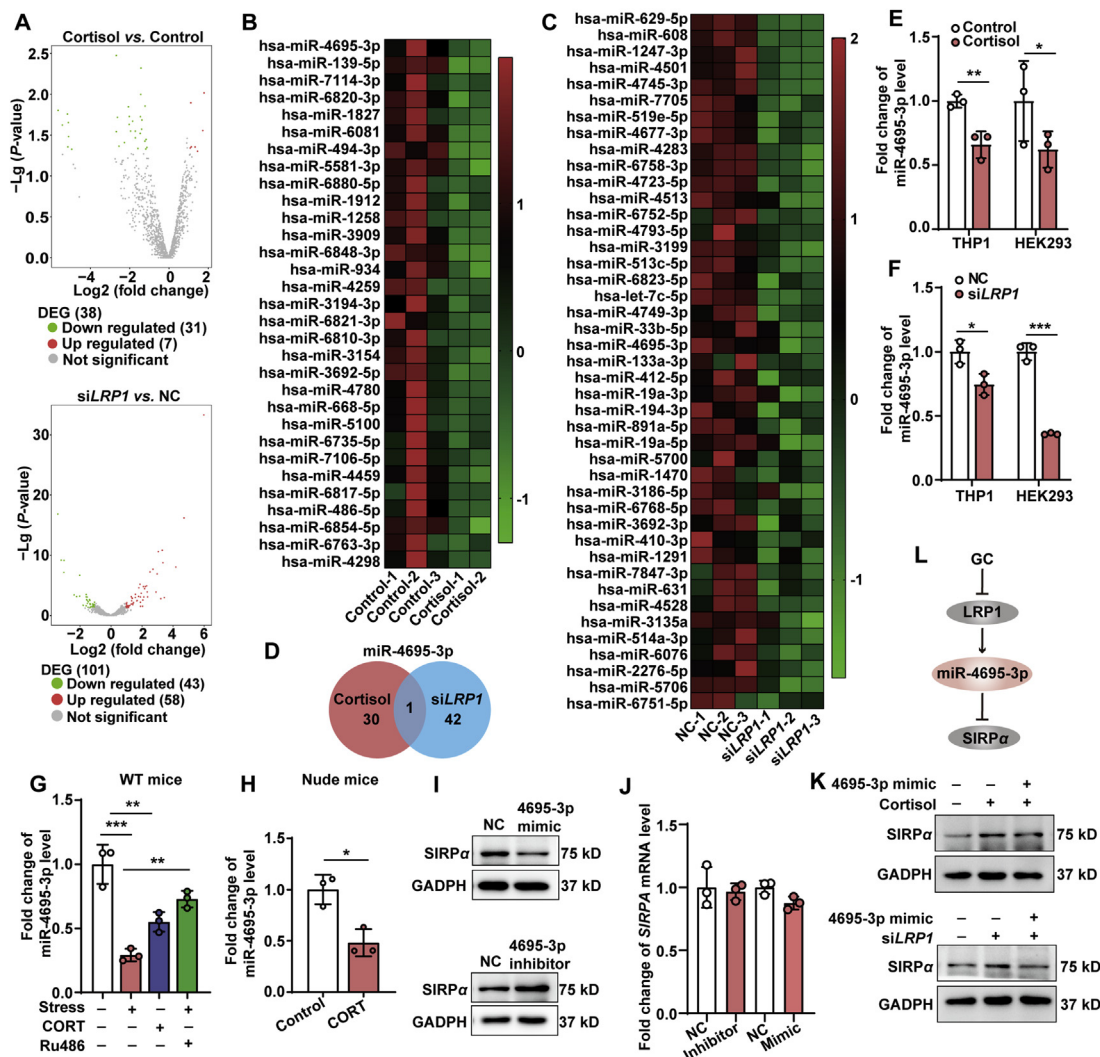 A
Cortisol vs. Control
2.5
2.0
1.5
1.0
0.5
0.0
−Lg (P-value)
−4
−2
0
2
Log2 (fold change)
DEG (38)
Down regulated (31)
Up regulated (7)
Not significant
siLRP1 vs. NC
30
20
10
0
−Lg (P-value)
−2
0
2
4
6
Log2 (fold change)
DEG (101)
Down regulated (43)
Up regulated (58)
Not significant
B
hsa-miR-4695-3p
hsa-miR-139-5p
hsa-miR-7114-3p
hsa-miR-6820-3p
hsa-miR-1827
hsa-miR-6081
hsa-miR-494-3p
hsa-miR-5581-3p
hsa-miR-6880-5p
hsa-miR-1912
hsa-miR-1258
hsa-miR-3909
hsa-miR-6848-3p
hsa-miR-934
hsa-miR-4259
hsa-miR-3194-3p
hsa-miR-6821-3p
hsa-miR-6810-3p
hsa-miR-3154
hsa-miR-3692-5p
hsa-miR-4780
hsa-miR-668-5p
hsa-miR-5100
hsa-miR-6735-5p
hsa-miR-7106-5p
hsa-miR-4459
hsa-miR-6817-5p
hsa-miR-486-5p
hsa-miR-6854-5p
hsa-miR-6763-3p
hsa-miR-4298
Control-1
Control-2
Control-3
Cortisol-1
Cortisol-2
1
0
-1
C
hsa-miR-629-5p
hsa-miR-608
hsa-miR-1247-3p
hsa-miR-4501
hsa-miR-4745-3p
hsa-miR-7705
hsa-miR-519e-5p
hsa-miR-4677-3p
hsa-miR-4283
hsa-miR-6758-3p
hsa-miR-4723-5p
hsa-miR-4513
hsa-miR-6752-5p
hsa-miR-4793-5p
hsa-miR-3199
hsa-miR-513c-5p
hsa-miR-6823-5p
hsa-let-7c-5p
hsa-miR-4749-3p
hsa-miR-33b-5p
hsa-miR-4695-3p
hsa-miR-133a-3p
hsa-miR-412-5p
hsa-miR-19a-3p
hsa-miR-194-3p
hsa-miR-891a-5p
hsa-miR-19a-5p
hsa-miR-5700
hsa-miR-1470
hsa-miR-3186-5p
hsa-miR-6768-5p
hsa-miR-3692-3p
hsa-miR-410-3p
hsa-miR-1291
hsa-miR-7847-3p
hsa-miR-631
hsa-miR-4528
hsa-miR-3135a
hsa-miR-514a-3p
hsa-miR-6076
hsa-miR-2276-5p
hsa-miR-5706
hsa-miR-6751-5p
NC-1
NC-2
NC-3
siLRP1-1
siLRP1-2
siLRP1-3
2
1
0
-1
D
miR-4695-3p
Cortisol
30
1
siLRP1
42
E
Control
Cortisol
Fold change of
miR-4695-3p level
1.5
1.0
0.5
0.0
**
*
THP1
HEK293
F
NC
siLRP1
Fold change of
miR-4695-3p level
1.5
1.0
0.5
0
*
***
THP1
HEK293
L
GC
LRP1
miR-4695-3p
SIRPα
G
WT mice
Fold change of
miR-4695-3p level
1.5
1.0
0.5
0.0
**
***
**
Stress − + − +
CORT − − + −
Ru486 − − − +
H
Nude mice
Fold change of
miR-4695-3p level
1.5
1.0
0.5
0.0
*
Control
CORT
I
4695-3p
NC mimic
SIRPα 75 kD
GADPH 37 kD
4695-3p
NC inhibitor
SIRPα 75 kD
GADPH 37 kD
J
Fold change of SIRPA mRNA level
1.5
1.0
0.5
0.0
NC
Inhibitor
NC
Mimic
K
4695-3p mimic − − +
Cortisol − + +
SIRPα 75 kD
GADPH 37 kD
4695-3p mimic − − +
siLRP1 − + +
SIRPα 75 kD
GADPH 37 kD